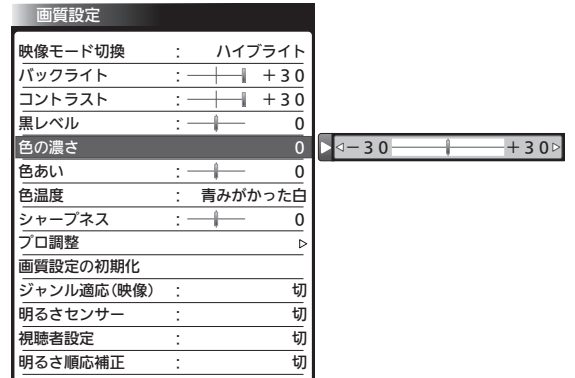 画質設定
映像モード切換 : ハイブライト
バックライト : +30
コントラスト : +30
黒レベル : 0
色の濃さ 0 -30 +30
色あい : 0
色温度 : 青みがかった白
シャープネス : 0
プロ調整
画質設定の初期化
ジャンル適応(映像) : 切
明るさセンサー : 切
視聴者設定 : 切
明るさ順応補正 : 切